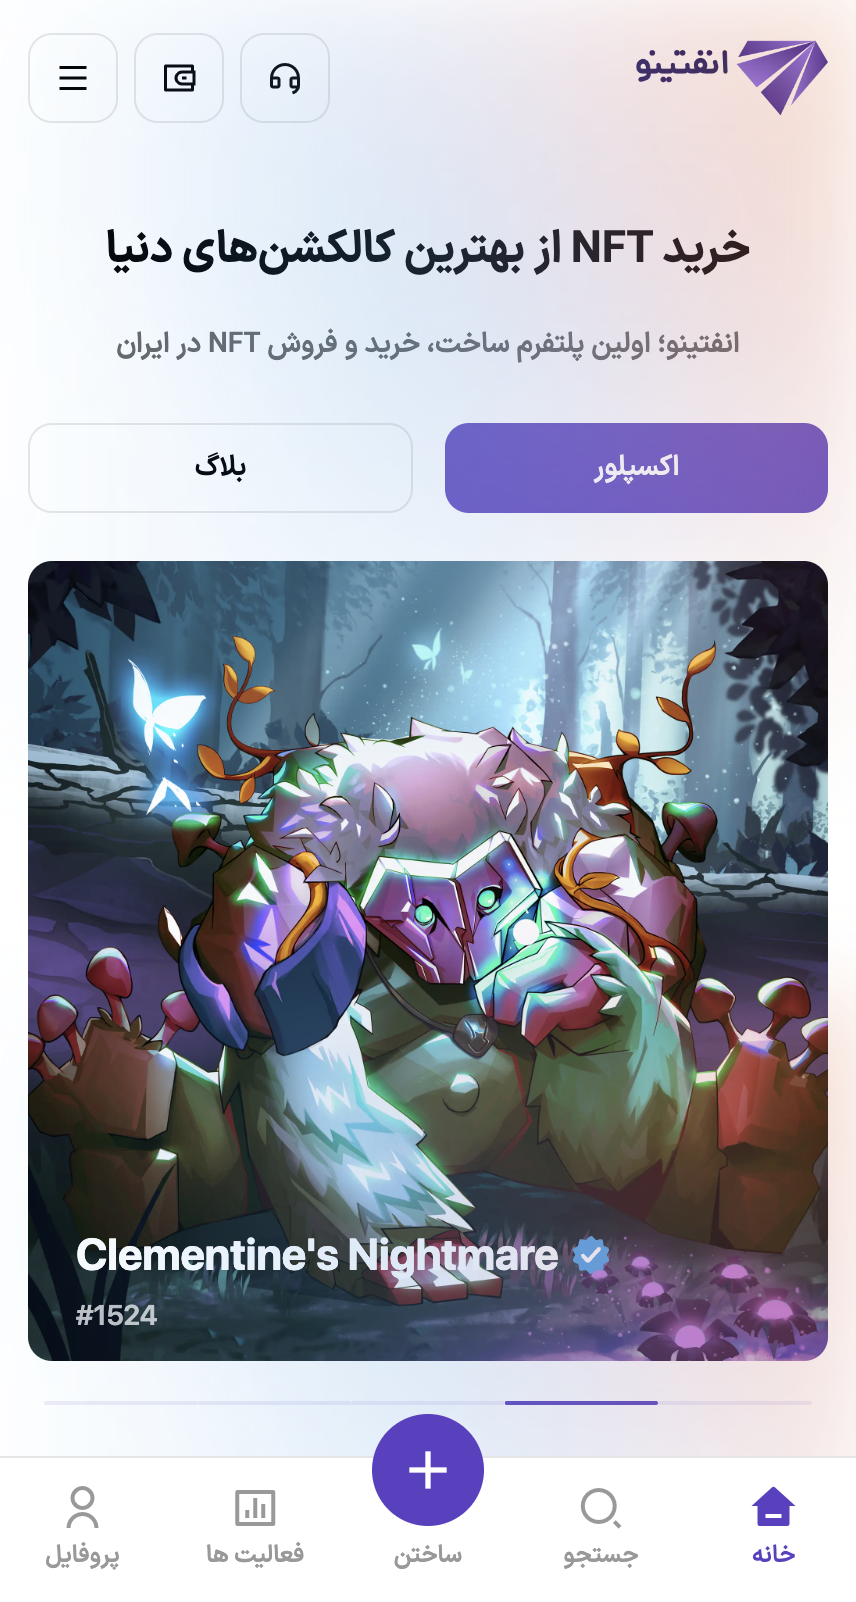 انفتینو
خرید NFT از بهترین کالکشن‌های دنیا
انفتینو؛ اولین پلتفرم ساخت، خرید و فروش NFT در ایران
اکسپلور
بلاگ
Clementine's Nightmare
#1524
خانه
جستجو
ساختن
فعالیت ها
پروفایل